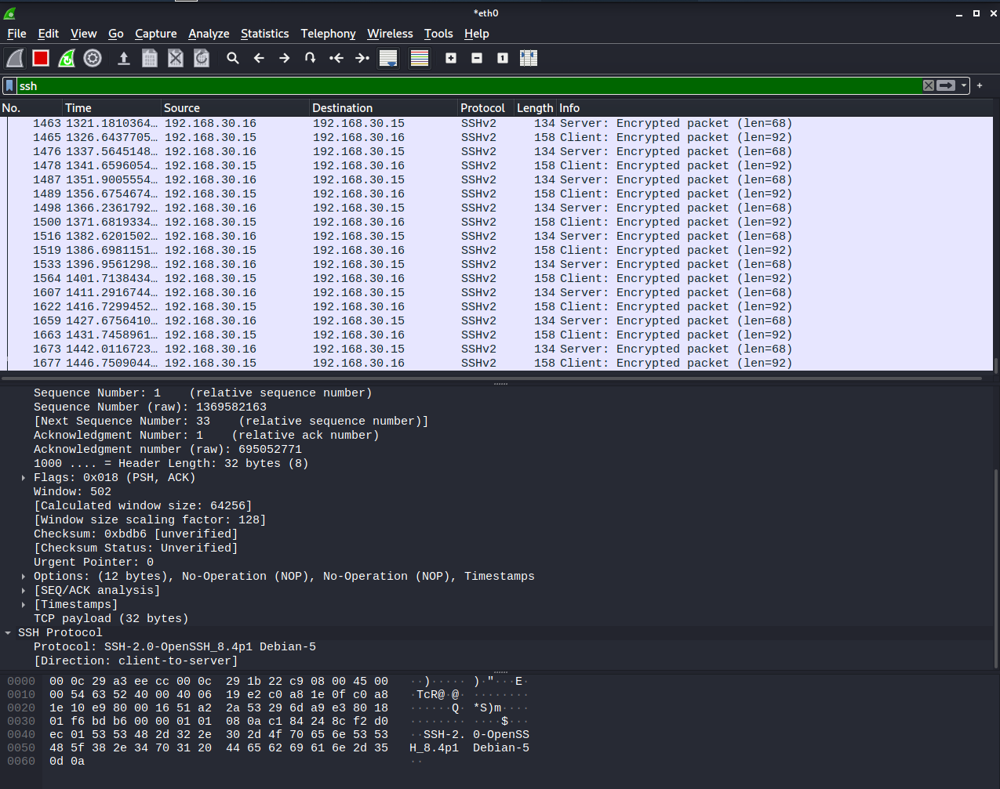 *eth0
File Edit View Go Capture Analyze Statistics Telephony Wireless Tools Help
ssh
No. Time Source Destination Protocol Length Info
1463 1321.1810364… 192.168.30.16 192.168.30.15 SSHv2 134 Server: Encrypted packet (len=68)
1465 1326.6437705… 192.168.30.15 192.168.30.16 SSHv2 158 Client: Encrypted packet (len=92)
1476 1337.5645148… 192.168.30.16 192.168.30.15 SSHv2 134 Server: Encrypted packet (len=68)
1478 1341.6596054… 192.168.30.15 192.168.30.16 SSHv2 158 Client: Encrypted packet (len=92)
1487 1351.9005554… 192.168.30.16 192.168.30.15 SSHv2 134 Server: Encrypted packet (len=68)
1489 1356.6754674… 192.168.30.15 192.168.30.16 SSHv2 158 Client: Encrypted packet (len=92)
1498 1366.2361792… 192.168.30.16 192.168.30.15 SSHv2 134 Server: Encrypted packet (len=68)
1500 1371.6819334… 192.168.30.15 192.168.30.16 SSHv2 158 Client: Encrypted packet (len=92)
1516 1382.6201502… 192.168.30.16 192.168.30.15 SSHv2 134 Server: Encrypted packet (len=68)
1519 1386.6981151… 192.168.30.15 192.168.30.16 SSHv2 158 Client: Encrypted packet (len=92)
1533 1396.9561298… 192.168.30.16 192.168.30.15 SSHv2 134 Server: Encrypted packet (len=68)
1564 1401.7138434… 192.168.30.15 192.168.30.16 SSHv2 158 Client: Encrypted packet (len=92)
1607 1411.2916744… 192.168.30.16 192.168.30.15 SSHv2 134 Server: Encrypted packet (len=68)
1622 1416.7299452… 192.168.30.15 192.168.30.16 SSHv2 158 Client: Encrypted packet (len=92)
1659 1427.6756410… 192.168.30.16 192.168.30.15 SSHv2 134 Server: Encrypted packet (len=68)
1663 1431.7458961… 192.168.30.15 192.168.30.16 SSHv2 158 Client: Encrypted packet (len=92)
1673 1442.0116723… 192.168.30.16 192.168.30.15 SSHv2 134 Server: Encrypted packet (len=68)
1677 1446.7509044… 192.168.30.15 192.168.30.16 SSHv2 158 Client: Encrypted packet (len=92)
Sequence Number: 1 (relative sequence number)
Sequence Number (raw): 1369582163
[Next Sequence Number: 33 (relative sequence number)]
Acknowledgment Number: 1 (relative ack number)
Acknowledgment number (raw): 695052771
1000 .... = Header Length: 32 bytes (8)
Flags: 0x018 (PSH, ACK)
Window: 502
[Calculated window size: 64256]
[Window size scaling factor: 128]
Checksum: 0xbdb6 [unverified]
[Checksum Status: Unverified]
Urgent Pointer: 0
Options: (12 bytes), No-Operation (NOP), No-Operation (NOP), Timestamps
[SEQ/ACK analysis]
[Timestamps]
TCP payload (32 bytes)
SSH Protocol
Protocol: SSH-2.0-OpenSSH_8.4p1 Debian-5
[Direction: client-to-server]
0000 00 0c 29 a3 ee cc 00 0c 29 1b 22 c9 08 00 45 00 ··)····· )·"···E·
0010 00 54 63 52 40 00 40 06 19 e2 c0 a8 1e 0f c0 a8 ·TcR@·@· ········
0020 1e 10 e9 80 00 16 51 a2 2a 53 29 6d a9 e3 80 18 ······Q· *S)m····
0030 01 f6 bd b6 00 00 01 01 08 0a c1 84 24 8c f2 d0 ········ ····$···
0040 ec 01 53 53 48 2d 32 2e 30 2d 4f 70 65 6e 53 53 ··SSH-2. 0-OpenSS
0050 48 5f 38 2e 34 70 31 20 44 65 62 69 61 6e 2d 35 H_8.4p1 Debian-5
0060 0d 0a ··